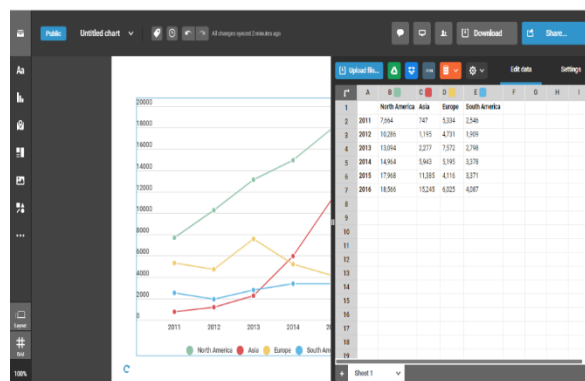 Public Untitled chart All changes synced 2 minutes ago Download Share...
Aa
Upload file... Edit data Settings
A B C D E F G H I
1 North America Asia Europe South America
2 2011 7,664 747 5,334 2,546
3 2012 10,286 1,195 4,731 1,909
4 2013 13,094 2,277 7,572 2,798
5 2014 14,964 5,943 5,195 3,378
6 2015 17,968 11,385 4,116 3,371
7 2016 18,566 15,245 6,025 4,087
8
9
10
11
12
13
14
15
16
17
18
19
20000
18000
16000
14000
12000
10000
8000
6000
4000
2000
0
2011 2012 2013 2014
North America Asia Europe South Am
Layout
Grid
100%
+ Sheet 1